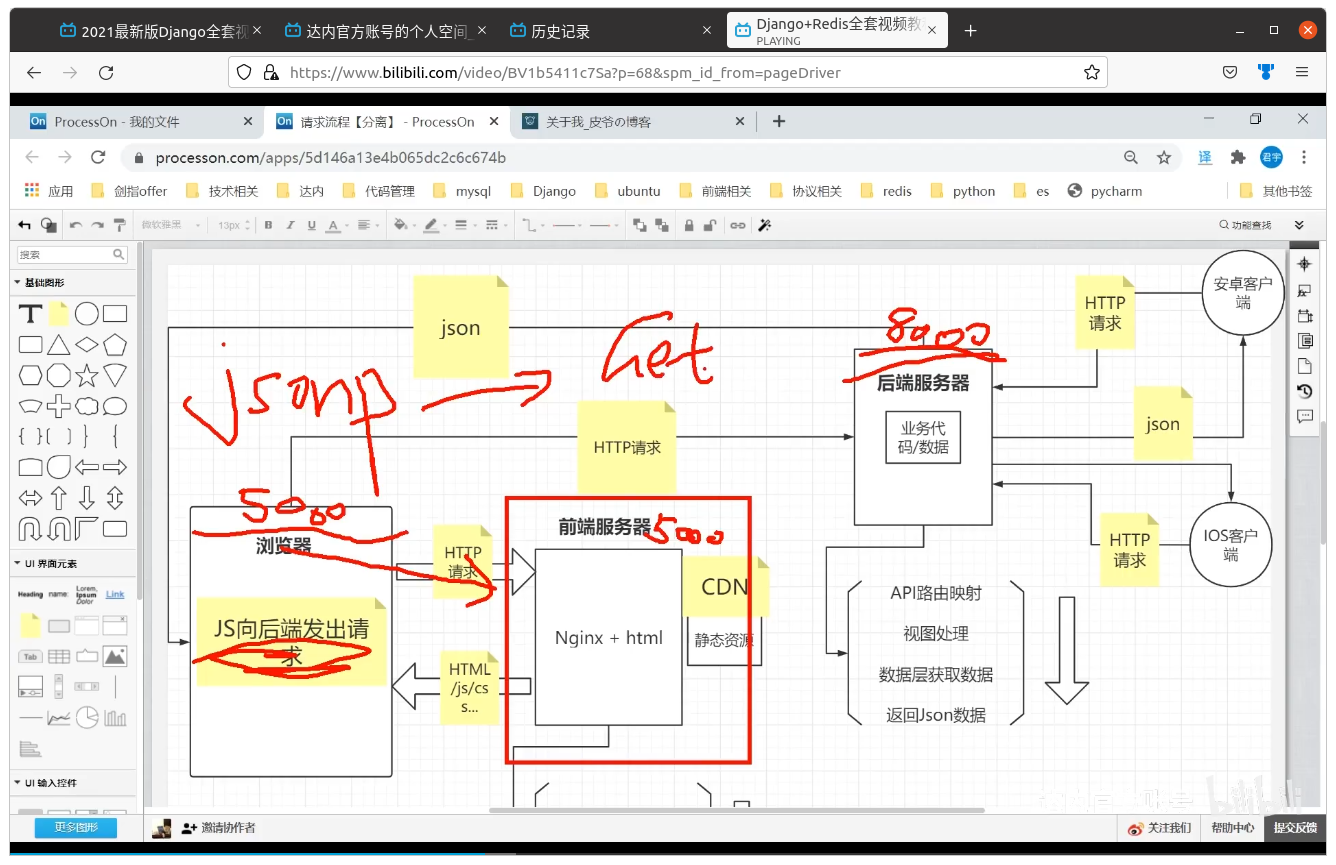 2021最新版Django全套视
达内官方账号的个人空间_
历史记录
Django+Redis全套视频教
PLAYING
https://www.bilibili.com/video/BV1b5411c7Sa?p=68&spm_id_from=pageDriver
ProcessOn - 我的文件
请求流程【分离】 - ProcessOn
关于我_皮爷の博客
processon.com/apps/5d146a13e4b065dc2c6c674b
译
君宇
应用
剑指offer
技术相关
达内
代码管理
mysql
Django
ubuntu
前端相关
协议相关
redis
python
es
pycharm
其他书签
微软雅黑
13px
B I U A
功能查找
搜索
基础图形
T
UI 界面元素
Heading
name:
Lorem, Ipsum Dolor
Link
Tab
UI 输入控件
更多图形
json
jsonp
Get
8000
后端服务器
业务代
码/数据
HTTP
请求
安卓客户
端
json
HTTP请求
5000
浏览器
JS向后端发出请
求
HTTP
请求
前端服务器
5000
Nginx + html
CDN
静态资源
HTML
/js/cs
s...
HTTP
请求
IOS客户
端
API路由映射
视图处理
数据层获取数据
返回Json数据
bilibili
邀请协作者
关注我们
帮助中心
提交反馈